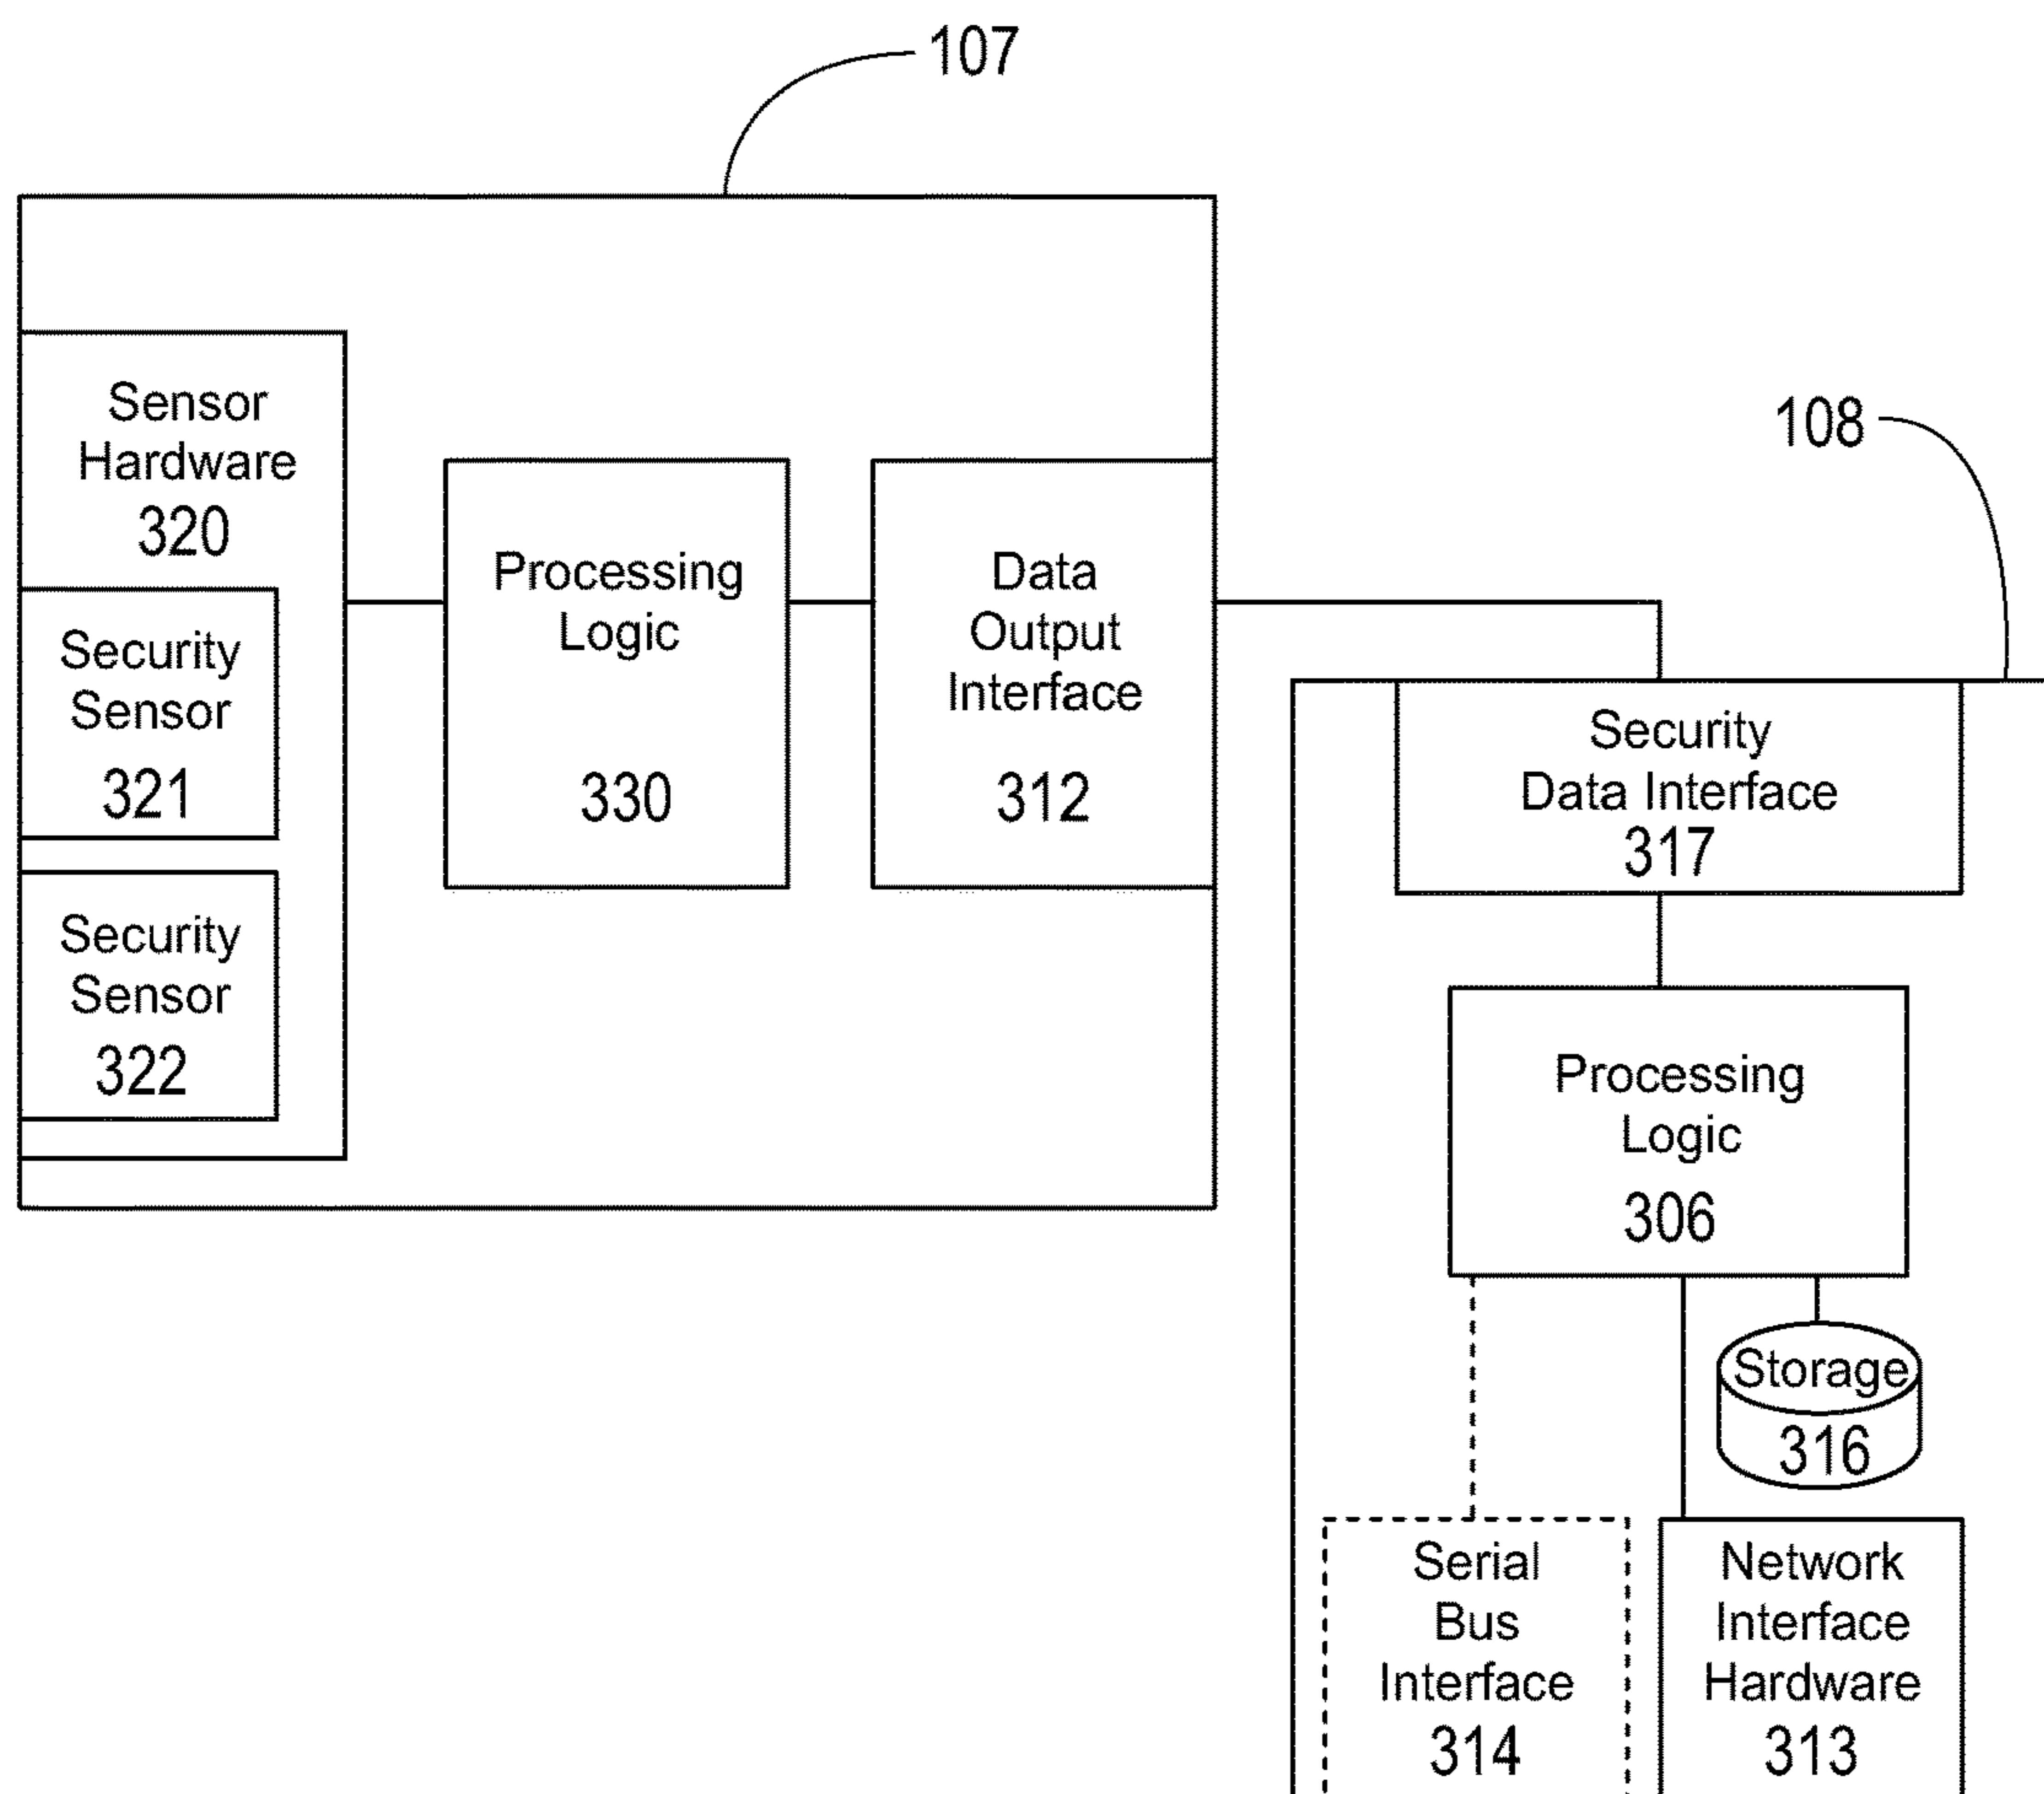 107
Sensor
Hardware
320
Security
Sensor
321
Security
Sensor
322
Processing
Logic
330
Data
Output
Interface
312
108
Security
Data Interface
317
Processing
Logic
306
Storage
316
Serial
Bus
Interface
314
Network
Interface
Hardware
313